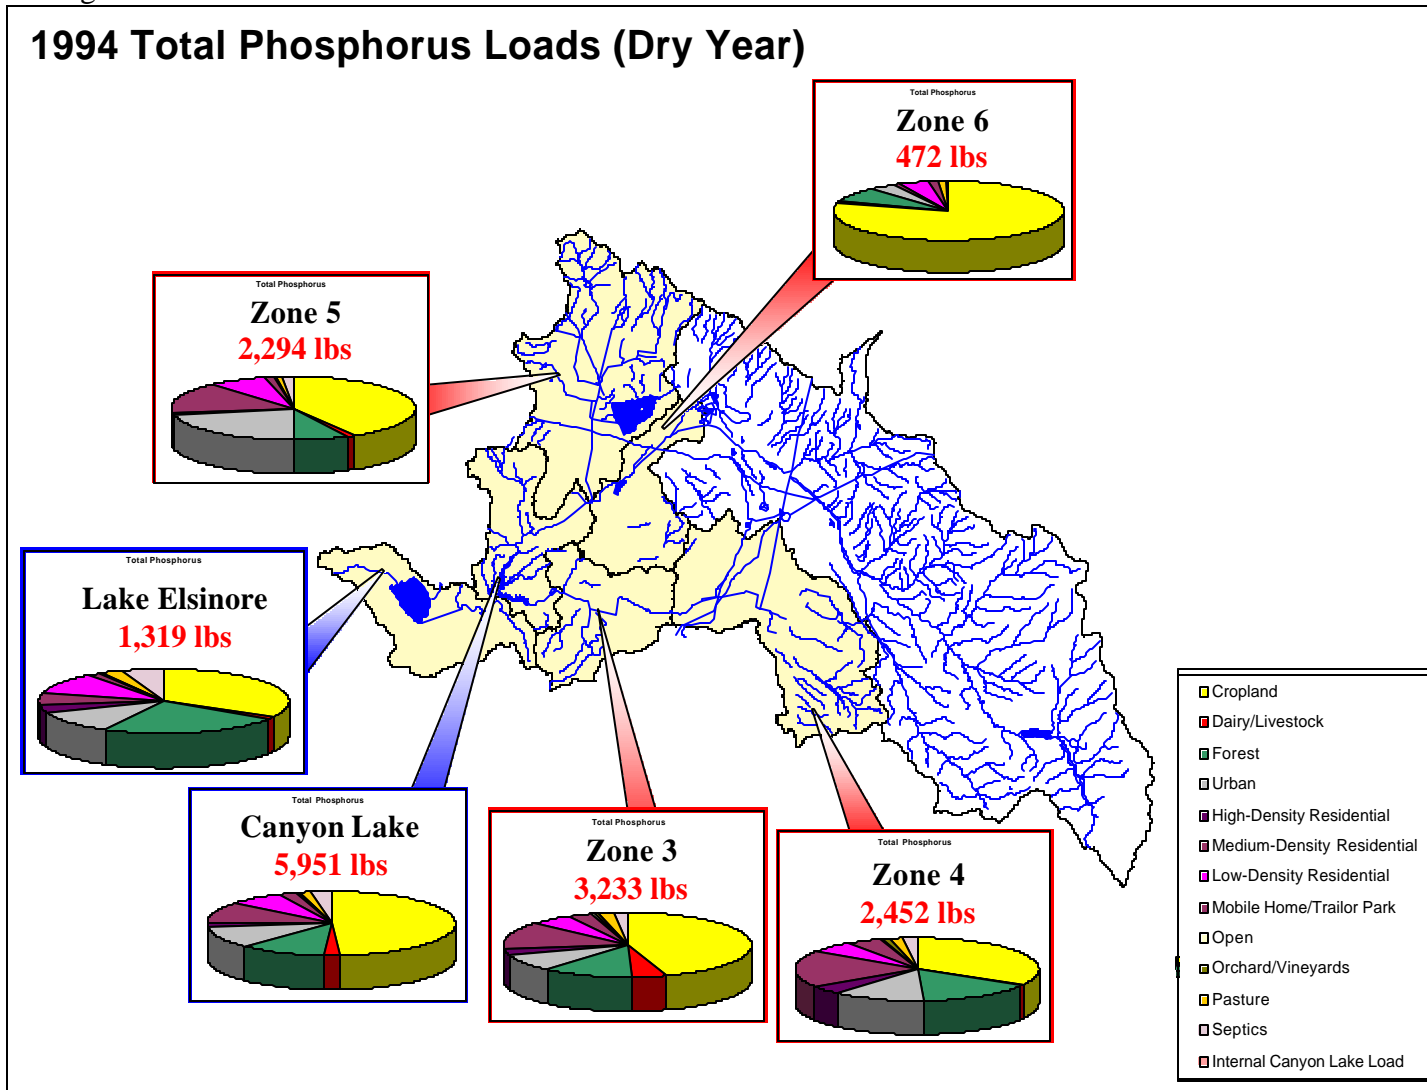 1994 Total Phosphorus Loads (Dry Year)
Total Phosphorus
Zone 6
472 lbs
Total Phosphorus
Zone 5
2,294 lbs
Total Phosphorus
Lake Elsinore
1,319 lbs
Total Phosphorus
Canyon Lake
5,951 lbs
Total Phosphorus
Zone 3
3,233 lbs
Total Phosphorus
Zone 4
2,452 lbs
Cropland
Dairy/Livestock
Forest
Urban
High-Density Residential
Medium-Density Residential
Low-Density Residential
Mobile Home/Trailor Park
Open
Orchard/Vineyards
Pasture
Septics
Internal Canyon Lake Load